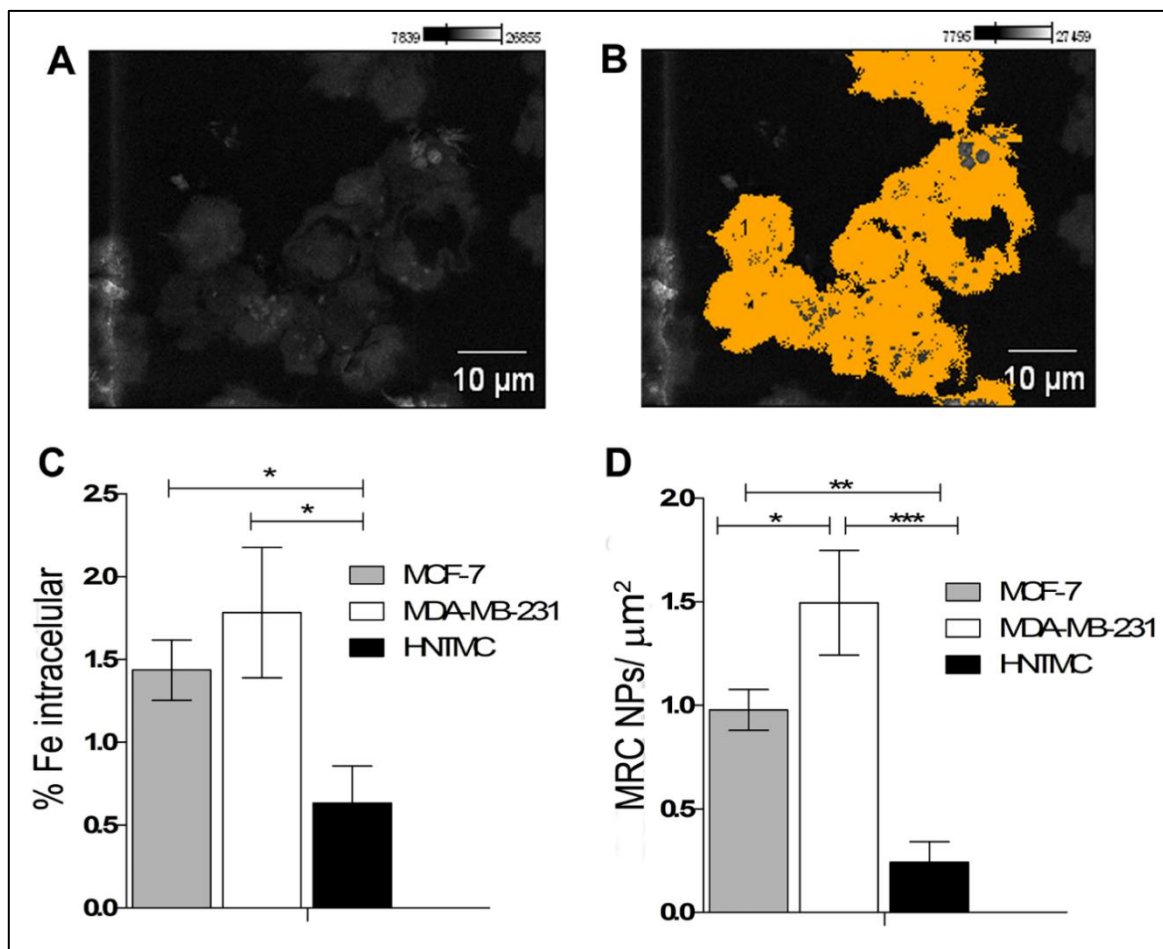 7839 26855
A
10 µm
7795 27459
B
1
10 µm
C
% Fe intracelular
2.5
2.0
1.5
1.0
0.5
0.0
*
*
MCF-7
MDA-MB-231
HNTMC
D
MRC NPs/ µm²
2.0
1.5
1.0
0.5
0.0
**
*
***
MCF-7
MDA-MB-231
HNTMC